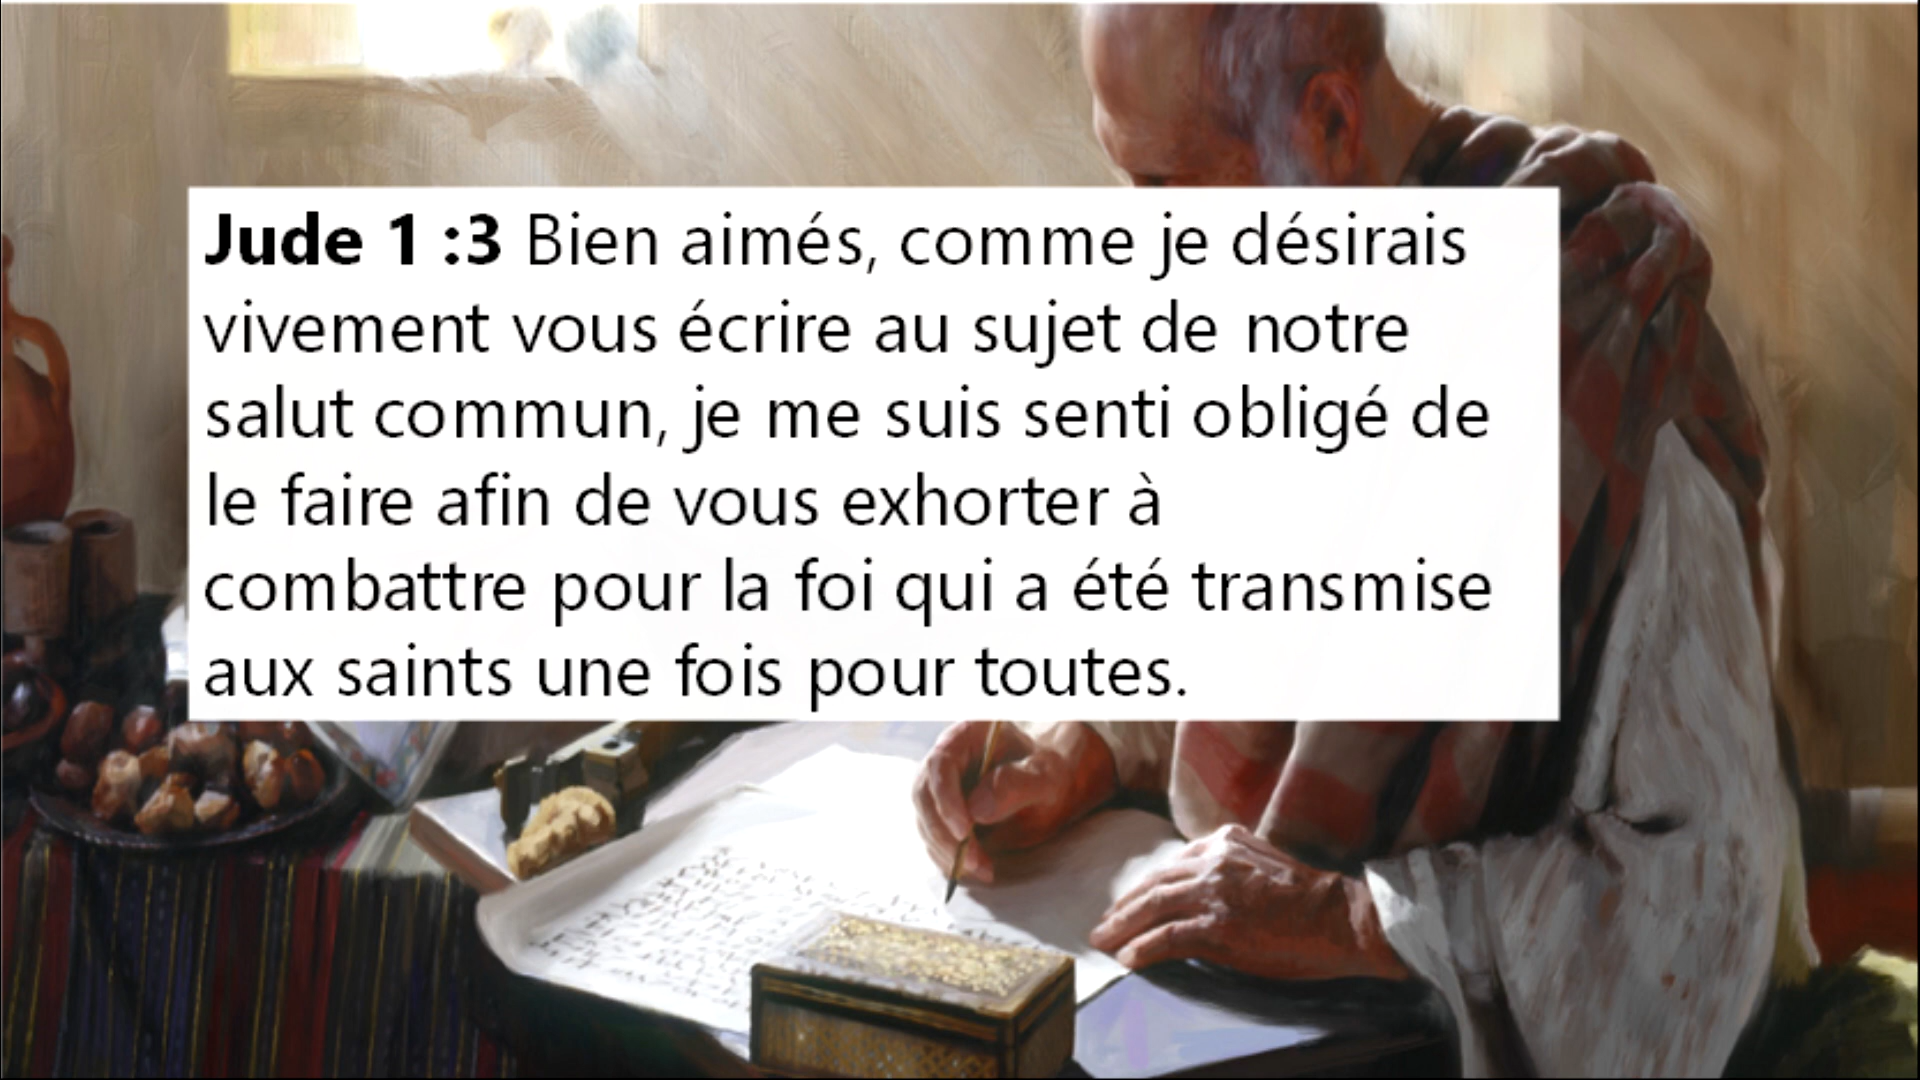 Jude 1 :3 Bien aimés, comme je désirais
vivement vous écrire au sujet de notre
salut commun, je me suis senti obligé de
le faire afin de vous exhorter à
combattre pour la foi qui a été transmise
aux saints une fois pour toutes.